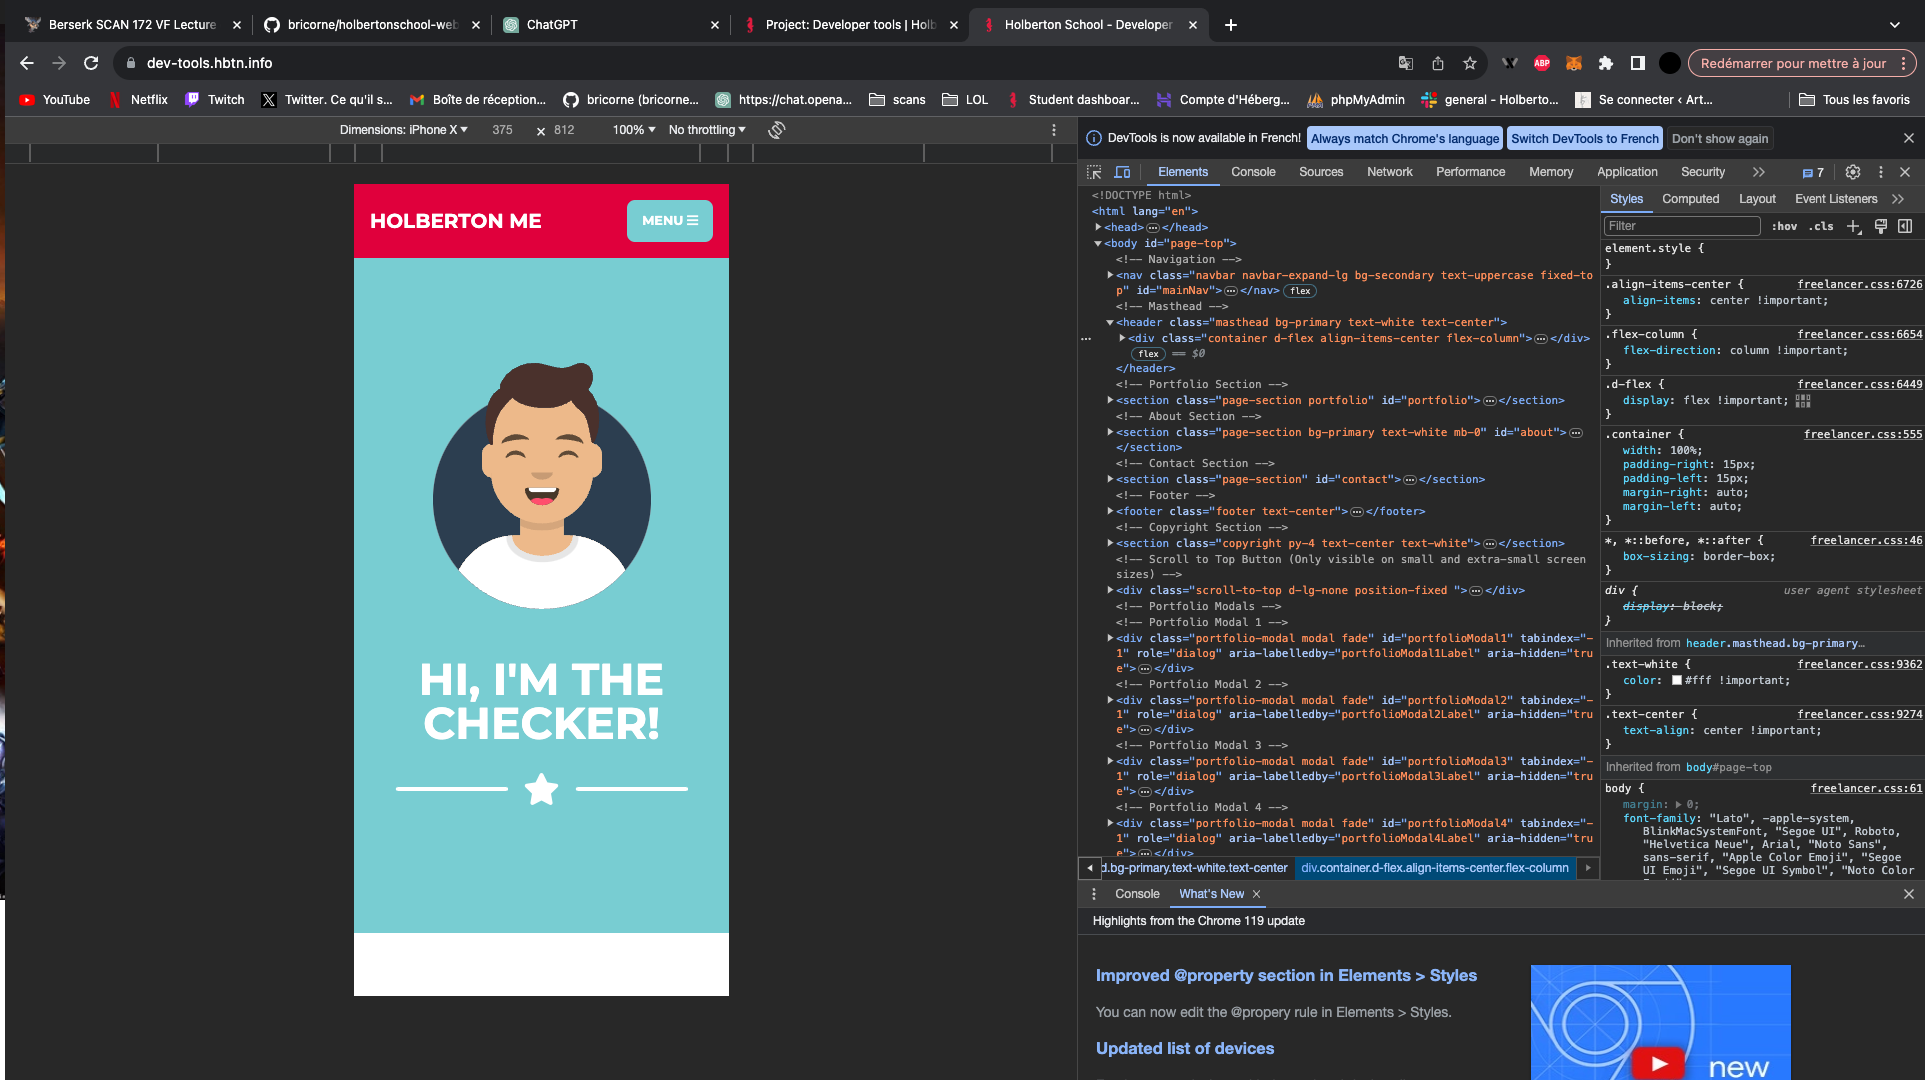 Berserk SCAN 172 VF Lecture
bricorne/holbertonschool-web
ChatGPT
Project: Developer tools | Holb
Holberton School - Developer
dev-tools.hbtn.info
Redémarrer pour mettre à jour
YouTube
Netflix
Twitch
Twitter. Ce qu'il s...
Boîte de réception...
bricorne (bricorne...
https://chat.opena...
scans
LOL
Student dashboar...
Compte d'Héberg...
phpMyAdmin
general - Holberto...
Se connecter ‹ Art...
Tous les favoris
Dimensions: iPhone X 375 × 812 100% No throttling
HOLBERTON ME
MENU
HI, I'M THE
CHECKER!
DevTools is now available in French! Always match Chrome's language Switch DevTools to French Don't show again
Elements Console Sources Network Performance Memory Application Security 7
<!DOCTYPE html>
<html lang="en">
<head>…</head>
<body id="page-top">
<!-- Navigation -->
<nav class="navbar navbar-expand-lg bg-secondary text-uppercase fixed-to
p" id="mainNav">…</nav> flex
<!-- Masthead -->
<header class="masthead bg-primary text-white text-center">
<div class="container d-flex align-items-center flex-column">…</div>
flex == $0
</header>
<!-- Portfolio Section -->
<section class="page-section portfolio" id="portfolio">…</section>
<!-- About Section -->
<section class="page-section bg-primary text-white mb-0" id="about">…
</section>
<!-- Contact Section -->
<section class="page-section" id="contact">…</section>
<!-- Footer -->
<footer class="footer text-center">…</footer>
<!-- Copyright Section -->
<section class="copyright py-4 text-center text-white">…</section>
<!-- Scroll to Top Button (Only visible on small and extra-small screen
sizes) -->
<div class="scroll-to-top d-lg-none position-fixed ">…</div>
<!-- Portfolio Modals -->
<!-- Portfolio Modal 1 -->
<div class="portfolio-modal modal fade" id="portfolioModal1" tabindex="-
1" role="dialog" aria-labelledby="portfolioModal1Label" aria-hidden="tru
e">…</div>
<!-- Portfolio Modal 2 -->
<div class="portfolio-modal modal fade" id="portfolioModal2" tabindex="-
1" role="dialog" aria-labelledby="portfolioModal2Label" aria-hidden="tru
e">…</div>
<!-- Portfolio Modal 3 -->
<div class="portfolio-modal modal fade" id="portfolioModal3" tabindex="-
1" role="dialog" aria-labelledby="portfolioModal3Label" aria-hidden="tru
e">…</div>
<!-- Portfolio Modal 4 -->
<div class="portfolio-modal modal fade" id="portfolioModal4" tabindex="-
1" role="dialog" aria-labelledby="portfolioModal4Label" aria-hidden="tru
e">…</div>
d.bg-primary.text-white.text-center div.container.d-flex.align-items-center.flex-column
Styles Computed Layout Event Listeners
Filter :hov .cls
element.style {
}
.align-items-center { freelancer.css:6726
align-items: center !important;
}
.flex-column { freelancer.css:6654
flex-direction: column !important;
}
.d-flex { freelancer.css:6449
display: flex !important;
}
.container { freelancer.css:555
width: 100%;
padding-right: 15px;
padding-left: 15px;
margin-right: auto;
margin-left: auto;
}
*, *::before, *::after { freelancer.css:46
box-sizing: border-box;
}
div { user agent stylesheet
display: block;
}
Inherited from header.masthead.bg-primary…
.text-white { freelancer.css:9362
color: #fff !important;
}
.text-center { freelancer.css:9274
text-align: center !important;
}
Inherited from body#page-top
body { freelancer.css:61
margin: 0;
font-family: "Lato", -apple-system,
BlinkMacSystemFont, "Segoe UI", Roboto,
"Helvetica Neue", Arial, "Noto Sans",
sans-serif, "Apple Color Emoji", "Segoe
UI Emoji", "Segoe UI Symbol", "Noto Color
Console What's New
Highlights from the Chrome 119 update
Improved @property section in Elements > Styles
You can now edit the @propery rule in Elements > Styles.
Updated list of devices
new